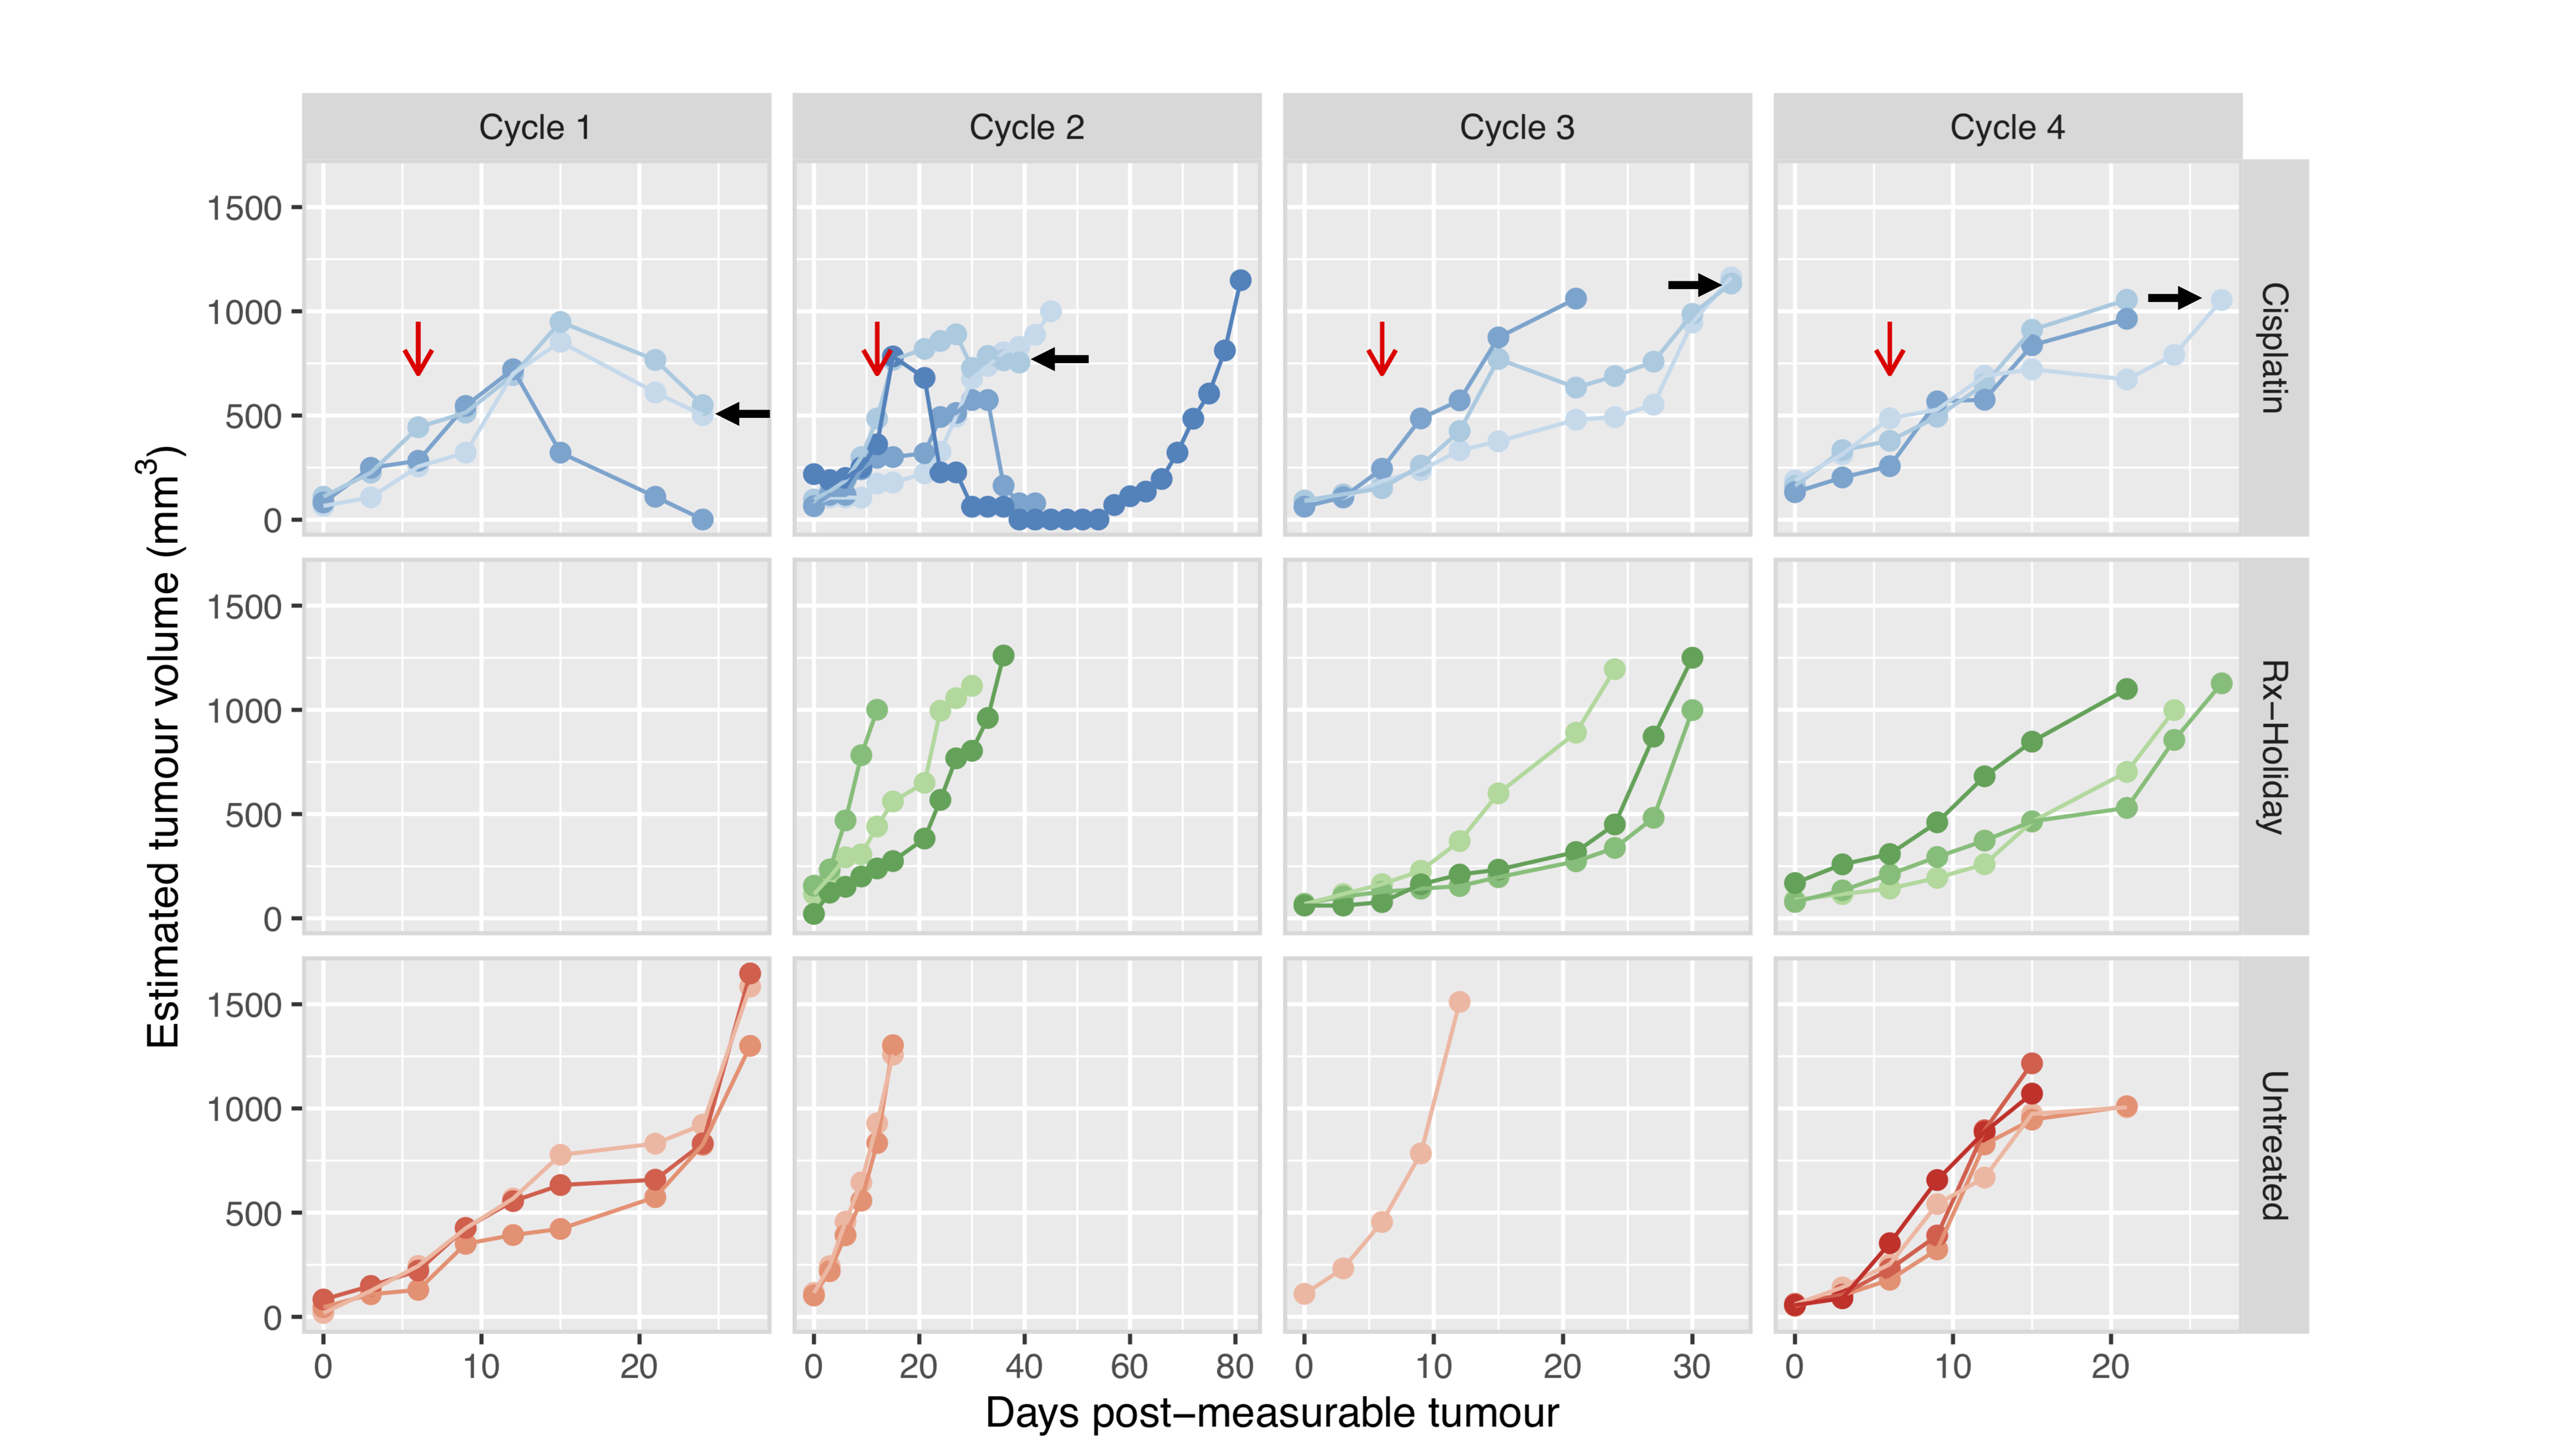 Cycle 1
Cycle 2
Cycle 3
Cycle 4
1500
1000
500
0
Cisplatin
1500
1000
500
0
Rx−Holiday
1500
1000
500
0
Untreated
Estimated tumour volume (mm³)
0 10 20
0 20 40 60 80
0 10 20 30
0 10 20
Days post−measurable tumour